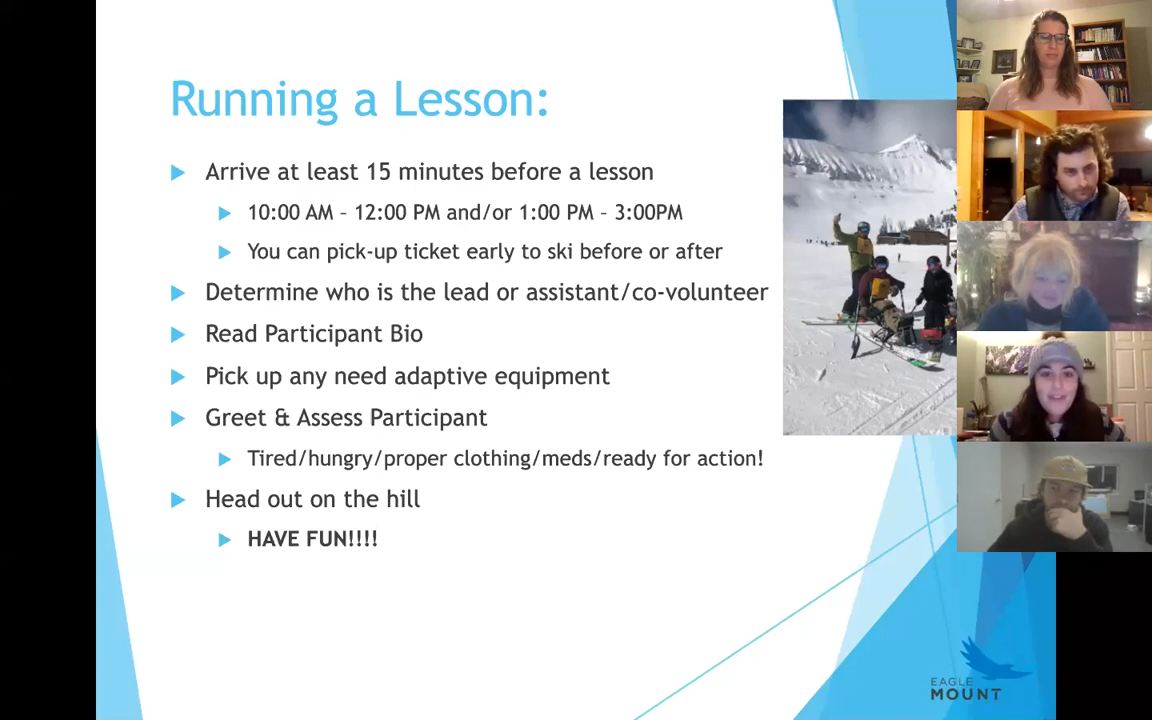 Running a Lesson:
Arrive at least 15 minutes before a lesson
10:00 AM – 12:00 PM and/or 1:00 PM – 3:00PM
You can pick-up ticket early to ski before or after
Determine who is the lead or assistant/co-volunteer
Read Participant Bio
Pick up any need adaptive equipment
Greet & Assess Participant
Tired/hungry/proper clothing/meds/ready for action!
Head out on the hill
HAVE FUN!!!!
EAGLE
MOUNT